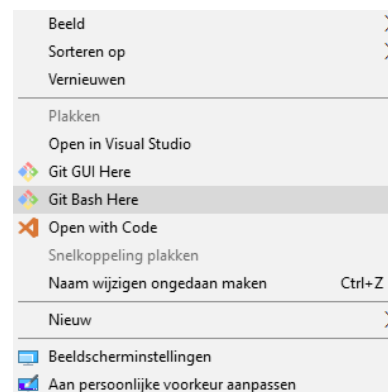 Beeld
Sorteren op
Vernieuwen
Plakken
Open in Visual Studio
Git GUI Here
Git Bash Here
Open with Code
Snelkoppeling plakken
Naam wijzigen ongedaan maken Ctrl+Z
Nieuw
Beeldscherminstellingen
Aan persoonlijke voorkeur aanpassen